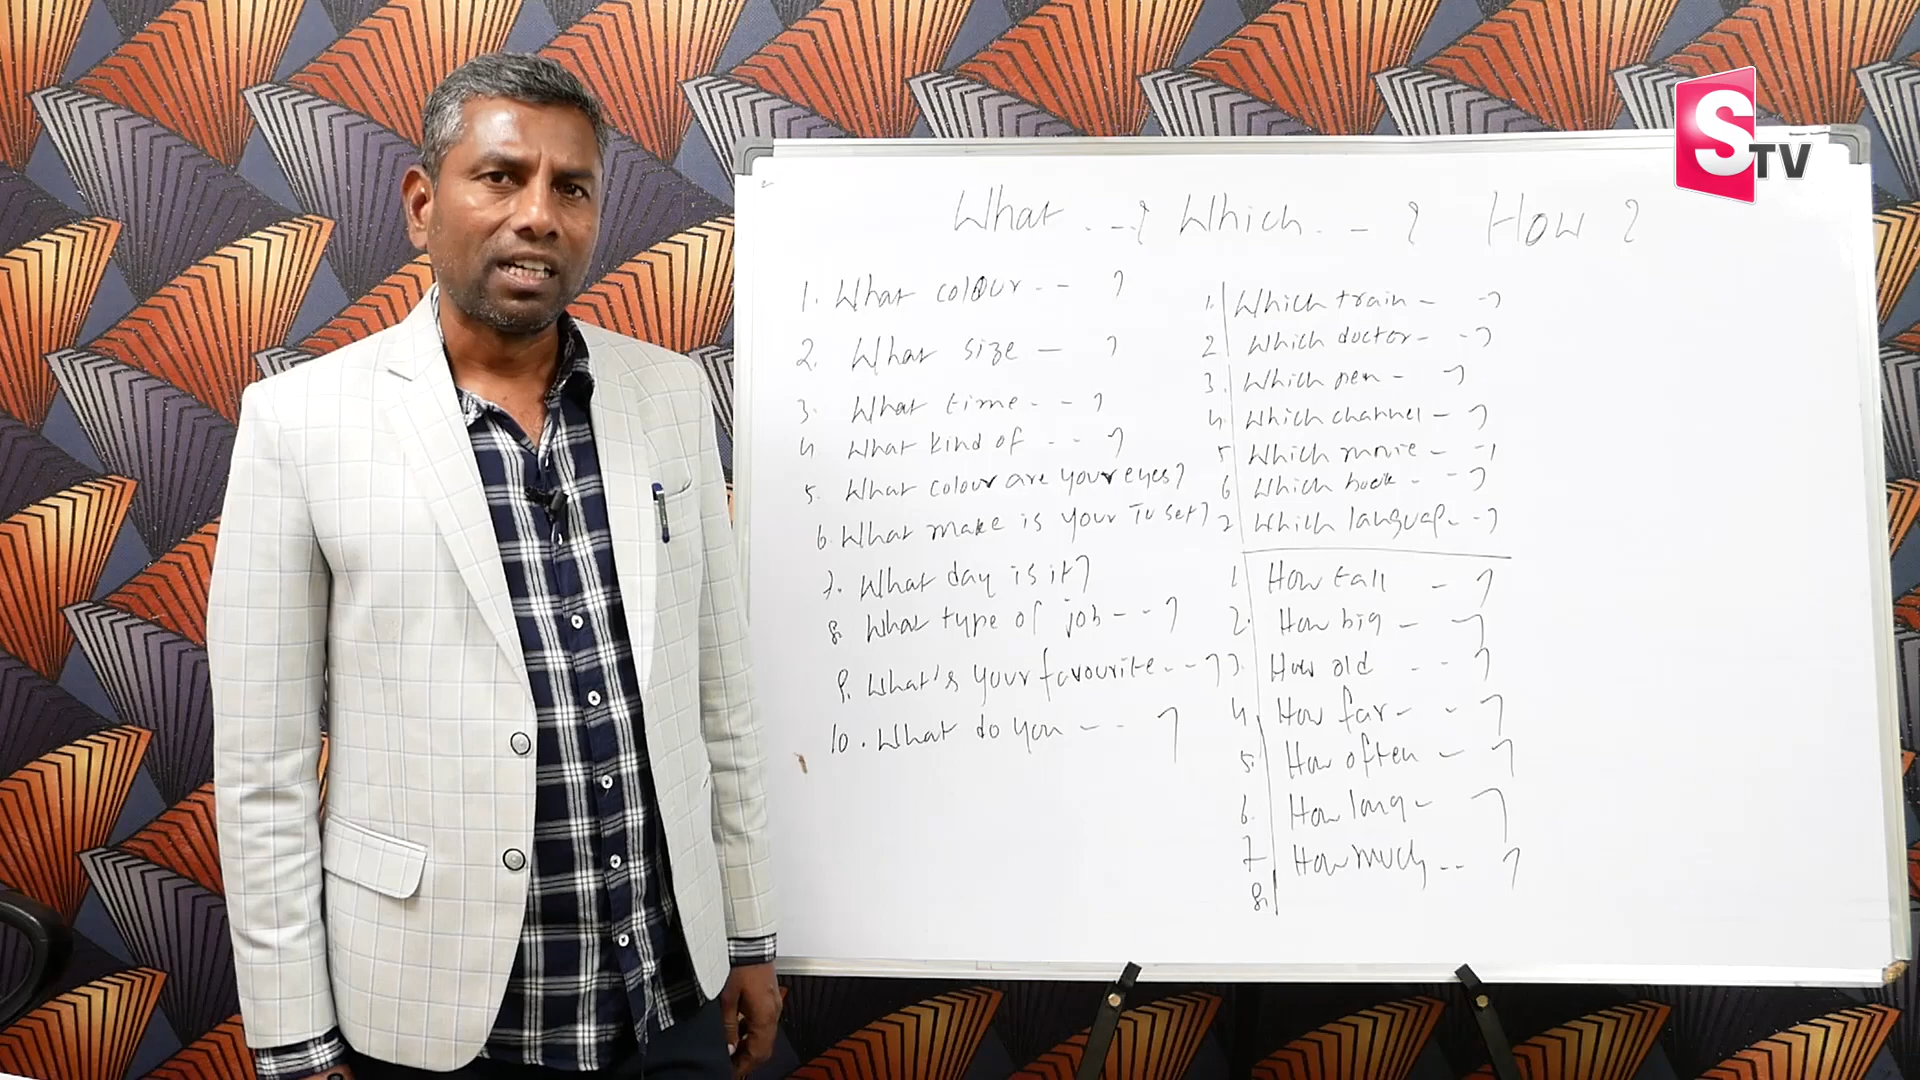 STV
What . --? Which. - ? How ?
1. What colour -- ?
2. What size - ?
3. What time -- ?
4 What kind of -- ?
5. What colour are your eyes?
6. What make is your TV set?
7. What day is it?
8. What type of job -- ?
9. What's your favourite -- ?
10. What do you -- ?
1. Which train - -?
2 Which doctor - -?
3. Which pen - ?
4. Which channel - ?
5 Which movie - -?
6 Which book - -?
7 Which language - -?
1 How tall - ?
2. How big - ?
3. How old -- ?
4. How far - - ?
5. How often - ?
6. How long - ?
7 How much -- ?
8.